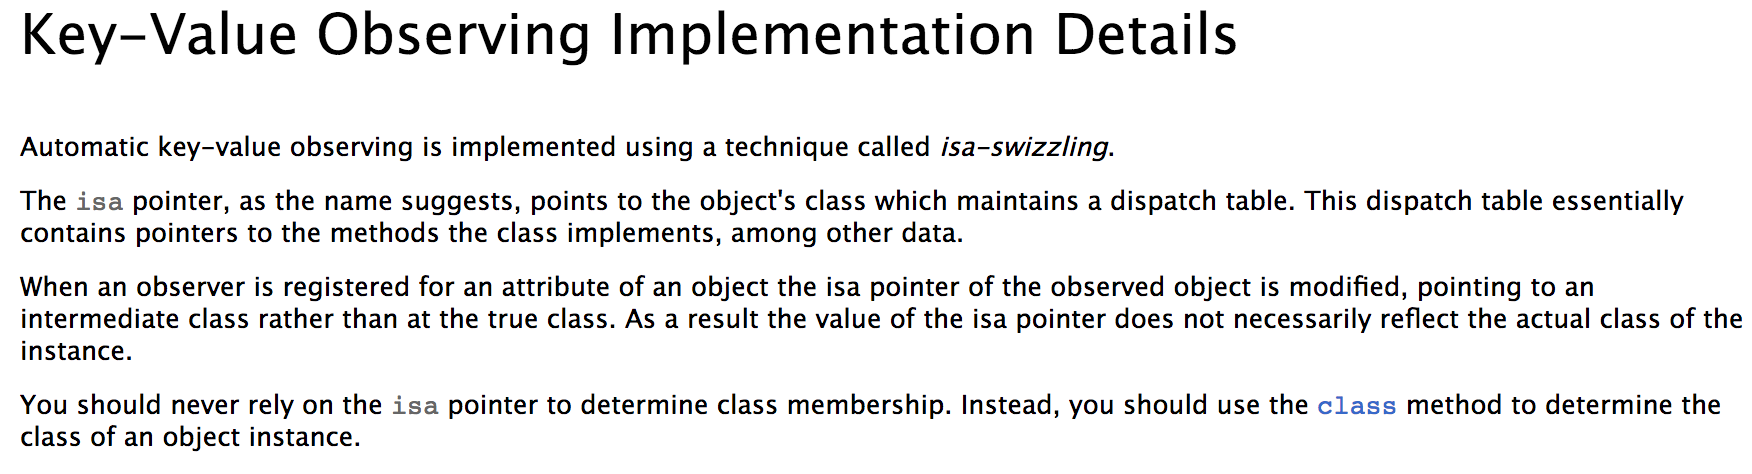 Key-Value Observing Implementation Details
Automatic key-value observing is implemented using a technique called isa-swizzling.
The isa pointer, as the name suggests, points to the object's class which maintains a dispatch table. This dispatch table essentially
contains pointers to the methods the class implements, among other data.
When an observer is registered for an attribute of an object the isa pointer of the observed object is modified, pointing to an
intermediate class rather than at the true class. As a result the value of the isa pointer does not necessarily reflect the actual class of the
instance.
You should never rely on the isa pointer to determine class membership. Instead, you should use the class method to determine the
class of an object instance.